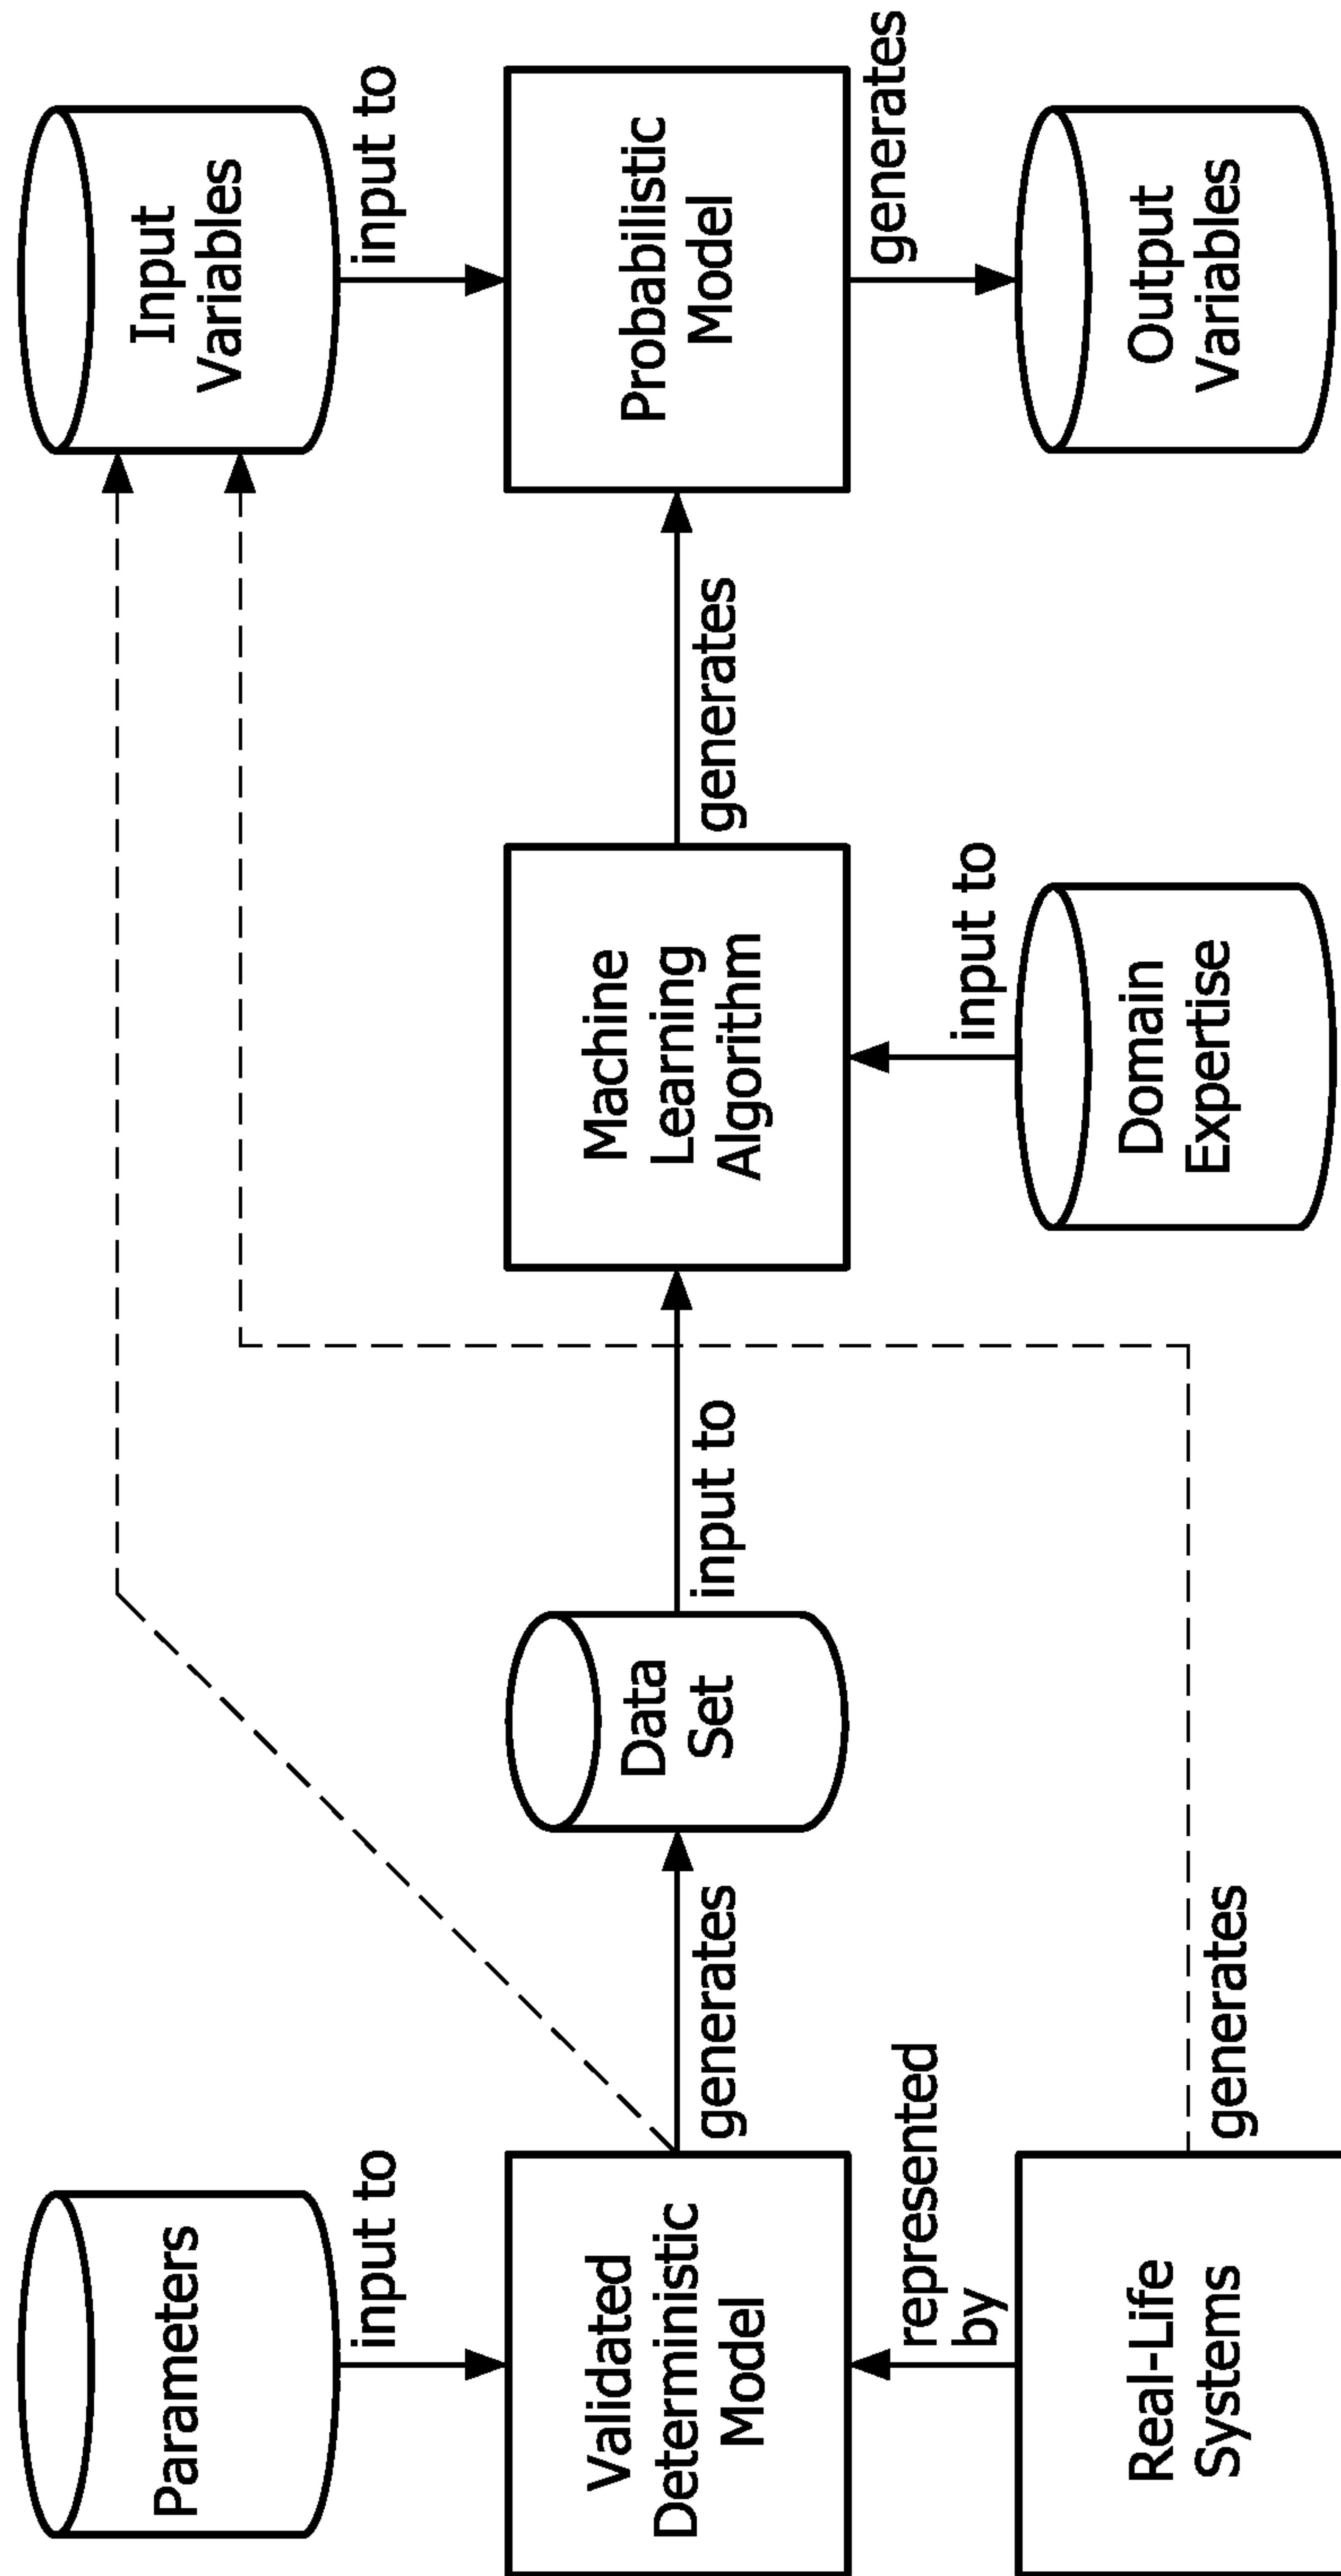 Parameters
input to
Validated
Deterministic
Model
represented
by
Real-Life
Systems
generates
generates
Data
Set
input to
Machine
Learning
Algorithm
input to
Domain
Expertise
generates
Input
Variables
input to
Probabilistic
Model
generates
Output
Variables